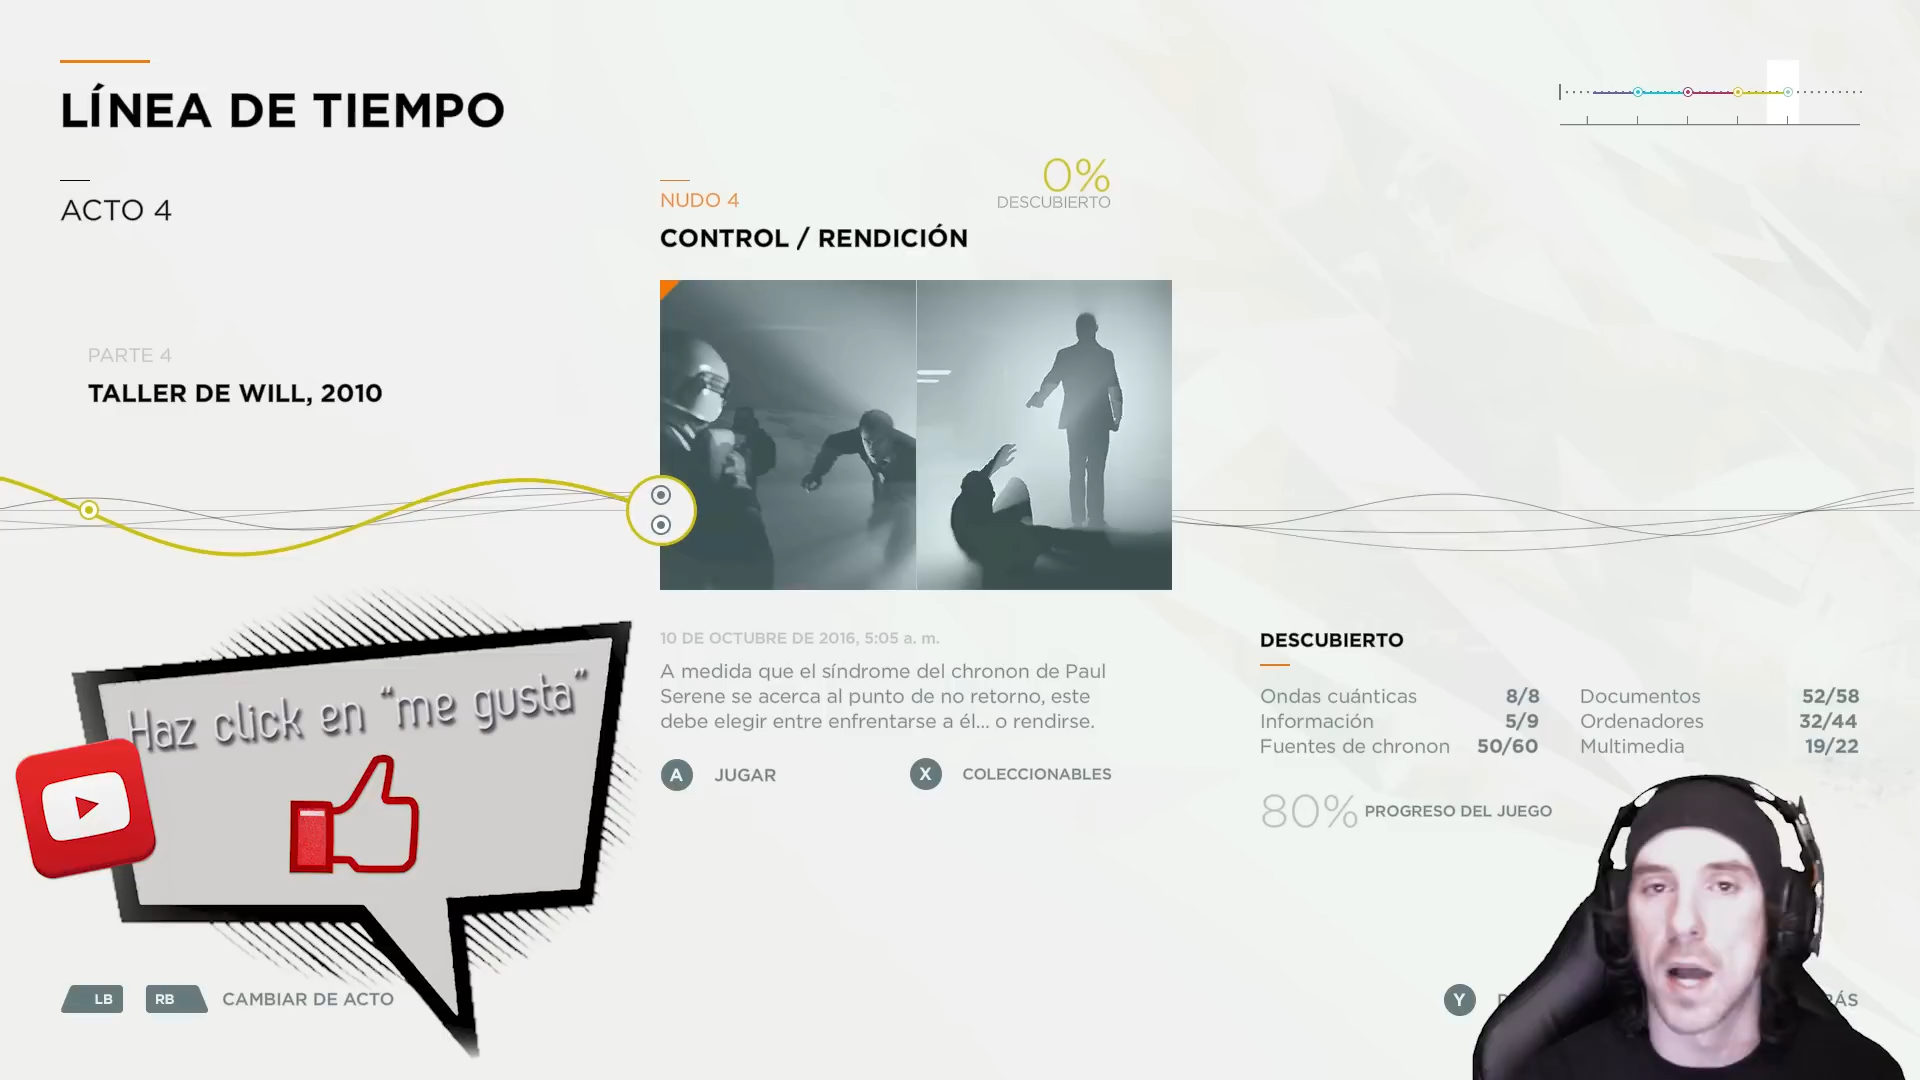 LÍNEA DE TIEMPO
ACTO 4
PARTE 4
TALLER DE WILL, 2010
NUDO 4
0%
DESCUBIERTO
CONTROL / RENDICIÓN
10 DE OCTUBRE DE 2016, 5:05 a. m.
A medida que el síndrome del chronon de Paul
Serene se acerca al punto de no retorno, este
debe elegir entre enfrentarse a él... o rendirse.
A JUGAR
X COLECCIONABLES
DESCUBIERTO
Ondas cuánticas 8/8
Información 5/9
Fuentes de chronon 50/60
Documentos 52/58
Ordenadores 32/44
Multimedia 19/22
80% PROGRESO DEL JUEGO
Haz click en “me gusta”
LB RB CAMBIAR DE ACTO
Y